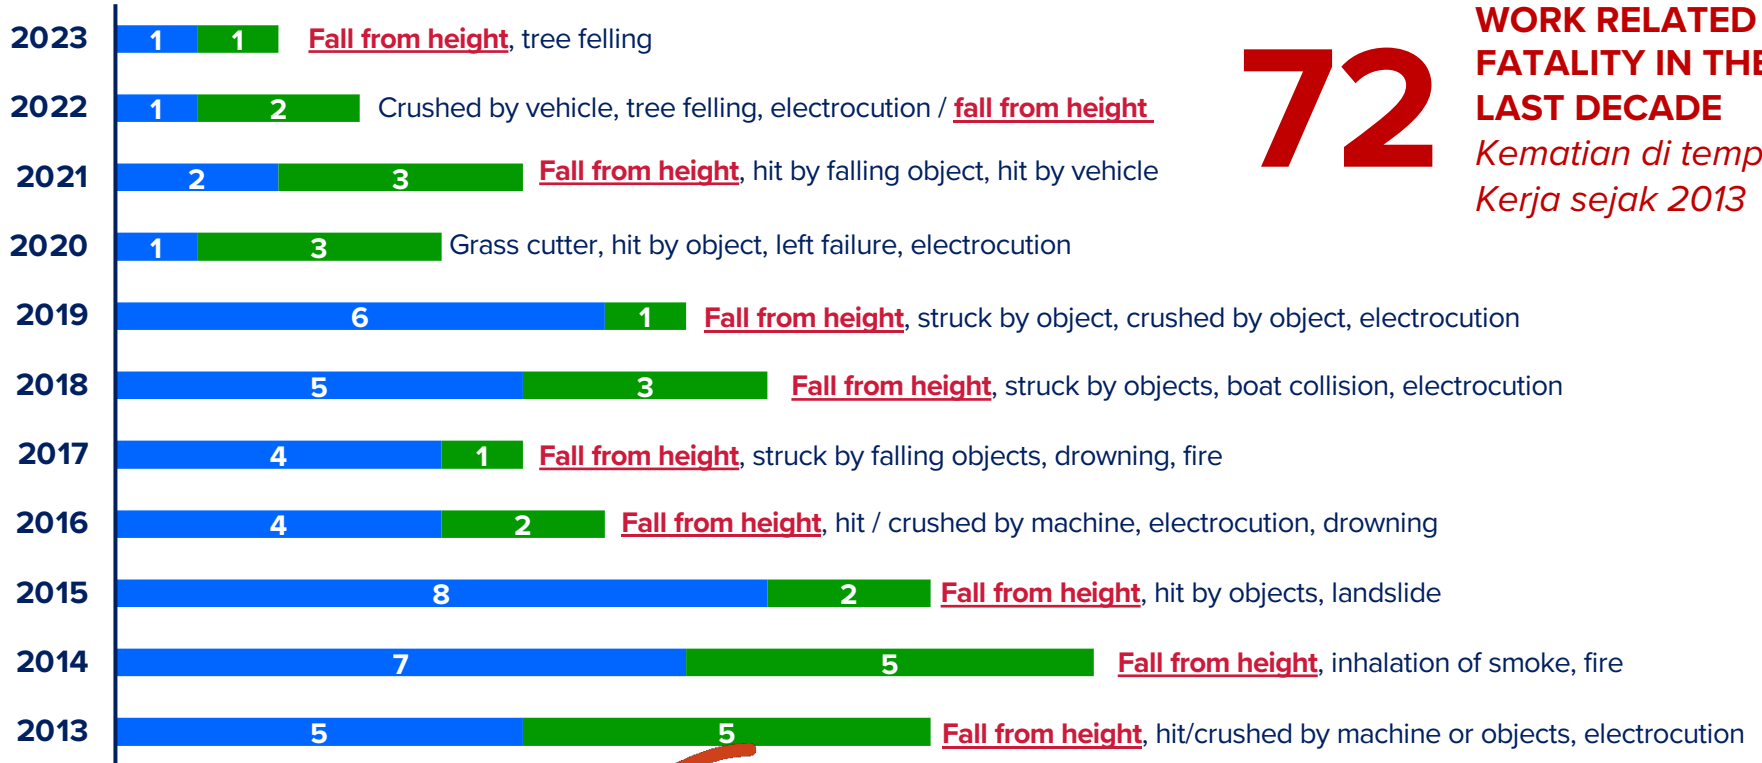 2023 1 1 Fall from height, tree felling
2022 1 2 Crushed by vehicle, tree felling, electrocution / fall from height
2021 2 3 Fall from height, hit by falling object, hit by vehicle
2020 1 3 Grass cutter, hit by object, left failure, electrocution
2019 6 1 Fall from height, struck by object, crushed by object, electrocution
2018 5 3 Fall from height, struck by objects, boat collision, electrocution
2017 4 1 Fall from height, struck by falling objects, drowning, fire
2016 4 2 Fall from height, hit / crushed by machine, electrocution, drowning
2015 8 2 Fall from height, hit by objects, landslide
2014 7 5 Fall from height, inhalation of smoke, fire
2013 5 5 Fall from height, hit/crushed by machine or objects, electrocution
72
WORK RELATED
FATALITY IN THE
LAST DECADE
Kematian di temp
Kerja sejak 2013